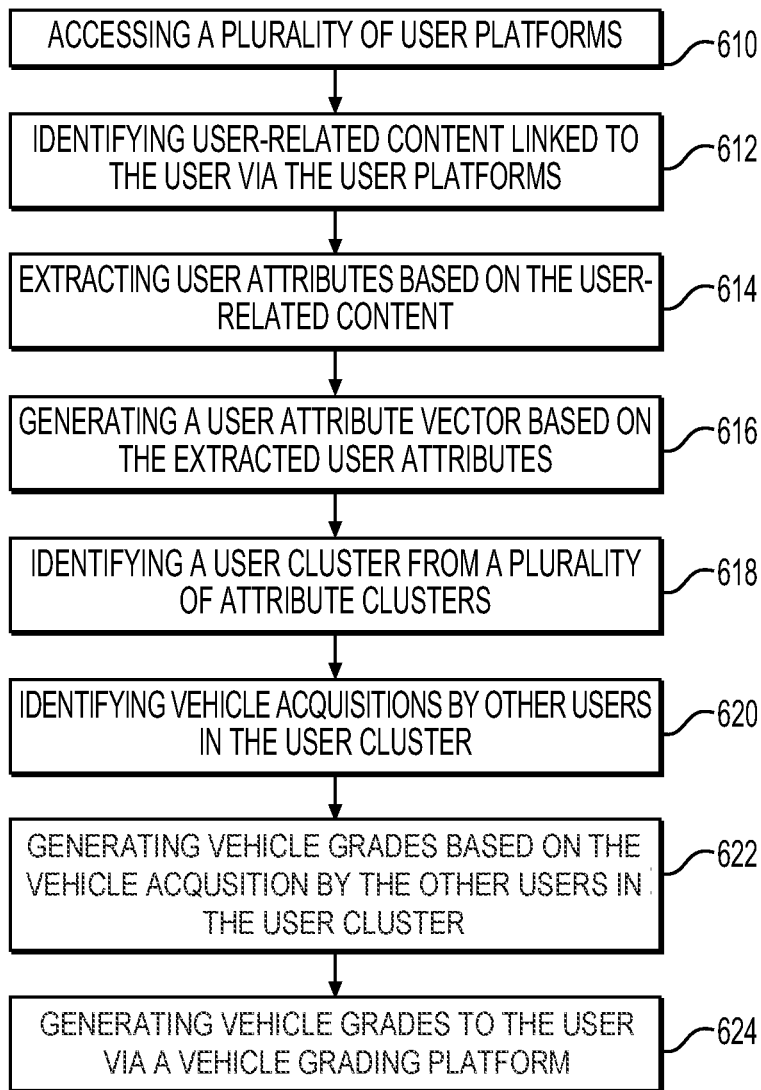 ACCESSING A PLURALITY OF USER PLATFORMS
610
IDENTIFYING USER-RELATED CONTENT LINKED TO
THE USER VIA THE USER PLATFORMS
612
EXTRACTING USER ATTRIBUTES BASED ON THE USER-
RELATED CONTENT
614
GENERATING A USER ATTRIBUTE VECTOR BASED ON
THE EXTRACTED USER ATTRIBUTES
616
IDENTIFYING A USER CLUSTER FROM A PLURALITY
OF ATTRIBUTE CLUSTERS
618
IDENTIFYING VEHICLE ACQUISITIONS BY OTHER USERS
IN THE USER CLUSTER
620
GENERATING VEHICLE GRADES BASED ON THE
VEHICLE ACQUSITION BY THE OTHER USERS IN
THE USER CLUSTER
622
GENERATING VEHICLE GRADES TO THE USER
VIA A VEHICLE GRADING PLATFORM
624